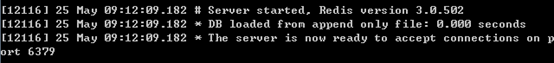 [12116] 25 May 09:12:09.182 # Server started, Redis version 3.0.502
[12116] 25 May 09:12:09.182 * DB loaded from append only file: 0.000 seconds
[12116] 25 May 09:12:09.182 * The server is now ready to accept connections on p
ort 6379